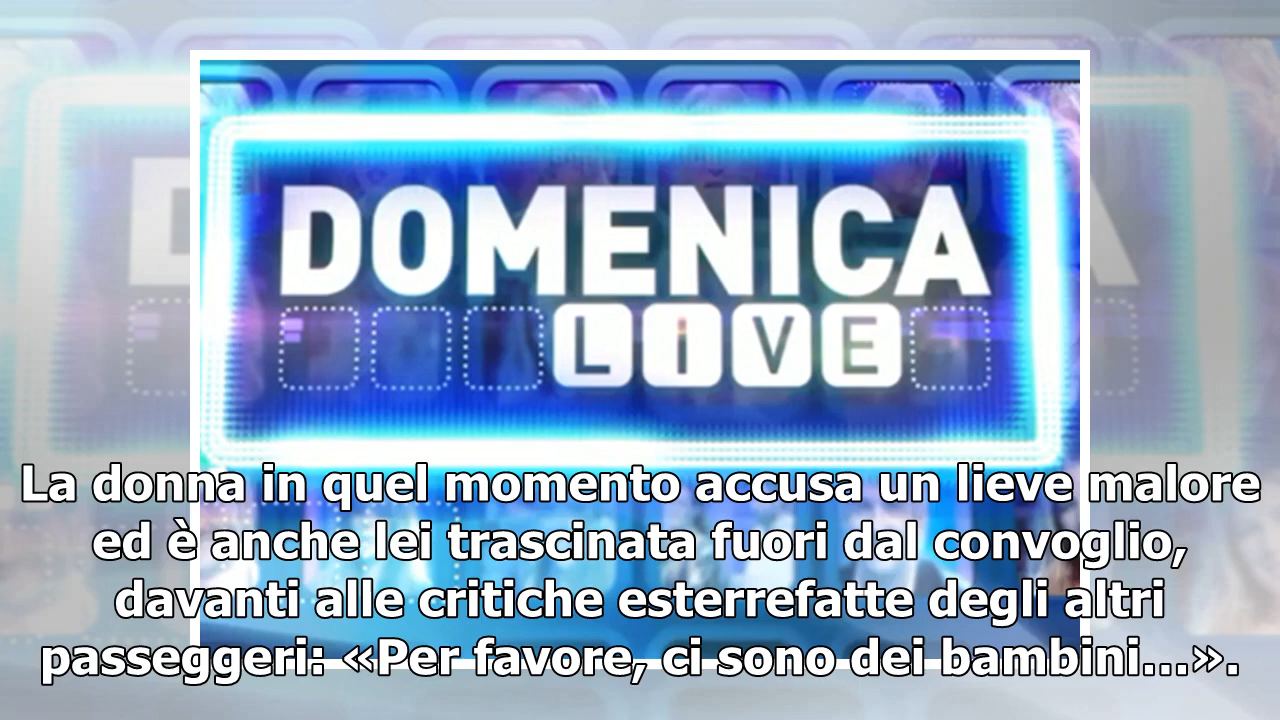 DOMENICA
LIVE
La donna in quel momento accusa un lieve malore
ed è anche lei trascinata fuori dal convoglio,
davanti alle critiche esterrefatte degli altri
passeggeri: «Per favore, ci sono dei bambini...».